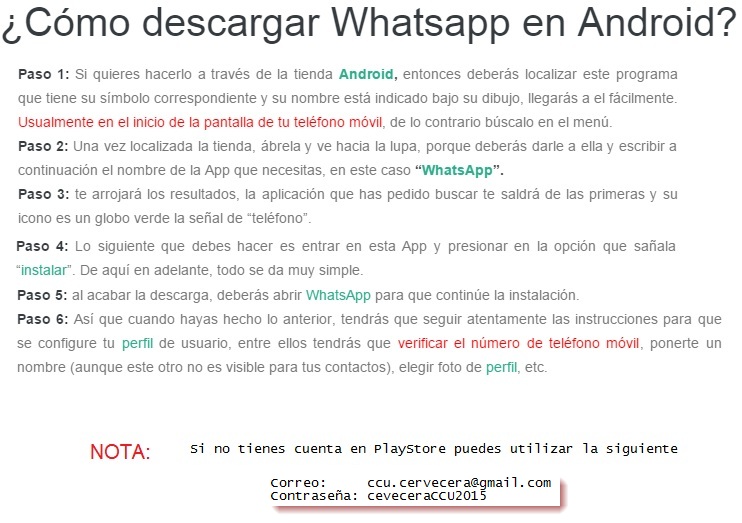 ¿Cómo descargar Whatsapp en Android?
Paso 1: Si quieres hacerlo a través de la tienda Android, entonces deberás localizar este programa
que tiene su símbolo correspondiente y su nombre está indicado bajo su dibujo, llegarás a el fácilmente.
Usualmente en el inicio de la pantalla de tu teléfono móvil, de lo contrario búscalo en el menú.
Paso 2: Una vez localizada la tienda, ábrela y ve hacia la lupa, porque deberás darle a ella y escribir a
continuación el nombre de la App que necesitas, en este caso “WhatsApp”.
Paso 3: te arrojará los resultados, la aplicación que has pedido buscar te saldrá de las primeras y su
icono es un globo verde la señal de “teléfono”.
Paso 4: Lo siguiente que debes hacer es entrar en esta App y presionar en la opción que sañala
“instalar”. De aquí en adelante, todo se da muy simple.
Paso 5: al acabar la descarga, deberás abrir WhatsApp para que continúe la instalación.
Paso 6: Así que cuando hayas hecho lo anterior, tendrás que seguir atentamente las instrucciones para que
se configure tu perfil de usuario, entre ellos tendrás que verificar el número de teléfono móvil, ponerte un
nombre (aunque este otro no es visible para tus contactos), elegir foto de perfil, etc.
NOTA: Si no tienes cuenta en PlayStore puedes utilizar la siguiente
Correo: ccu.cervecera@gmail.com
Contraseña: ceveceraCCU2015